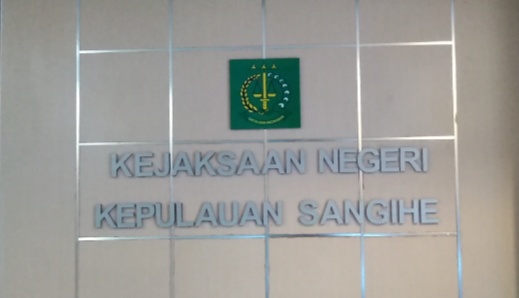 KEJAKSAAN NEGERI
KEPULAUAN SANGIHE